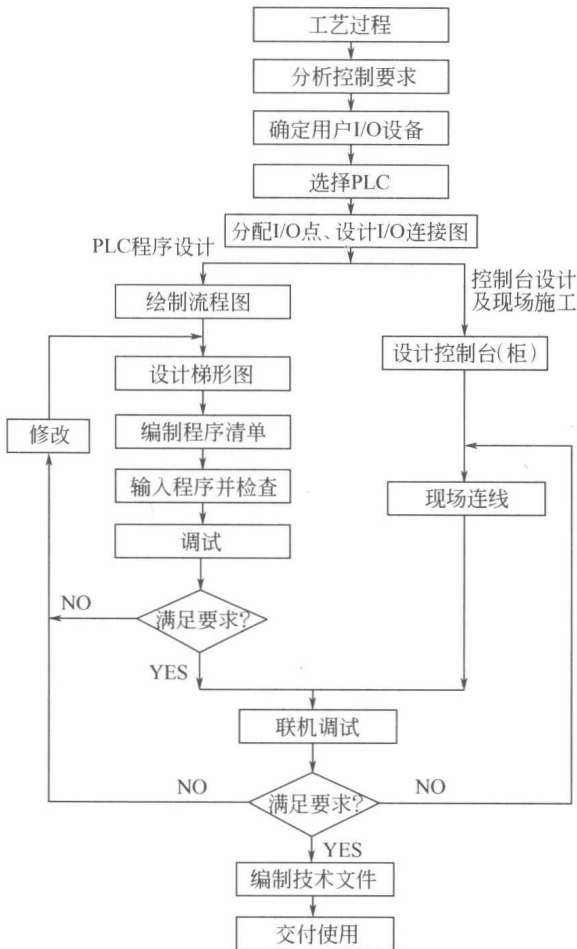 工艺过程
分析控制要求
确定用户I/O设备
选择PLC
分配I/O点、设计I/O连接图
PLC程序设计
控制台设计
及现场施工
绘制流程图
设计控制台(柜)
设计梯形图
修改
编制程序清单
输入程序并检查
现场连线
调试
NO
满足要求?
YES
联机调试
NO
满足要求?
NO
YES
编制技术文件
交付使用